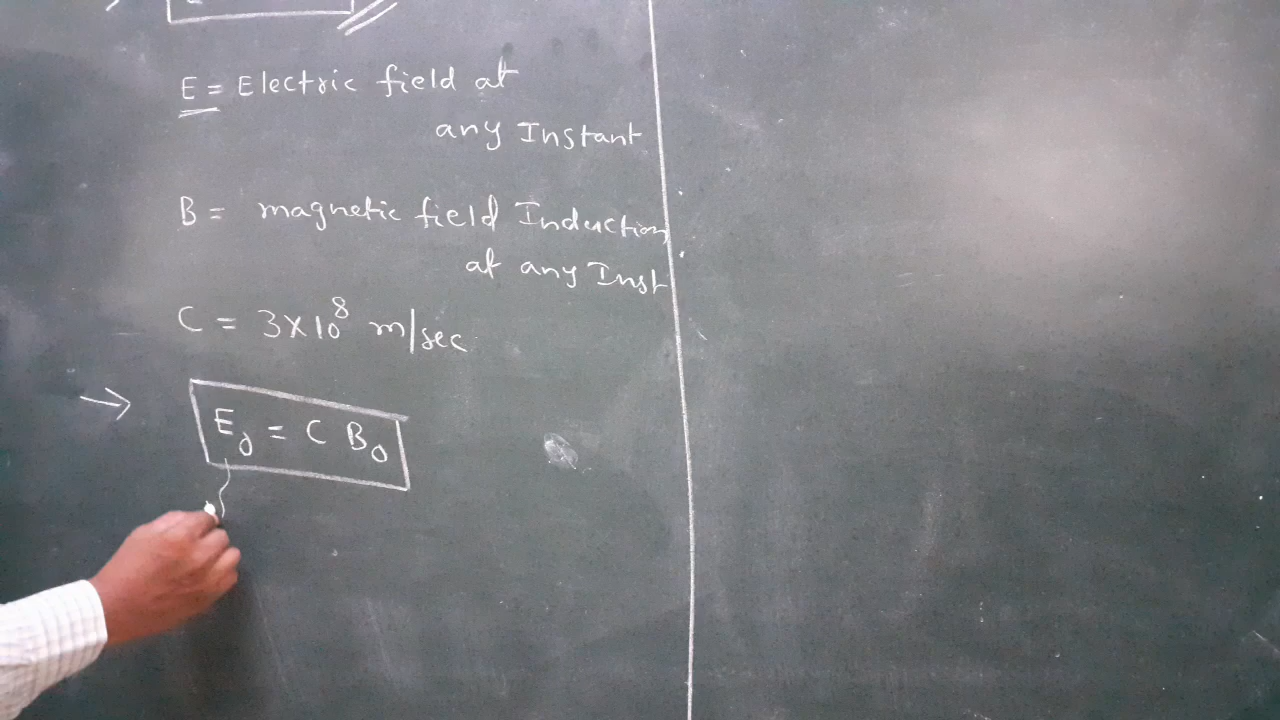 E = Electric field at
any Instant
B = magnetic field Induction
at any Inst
C = 3×10⁸ m/sec
→ E₀ = C B₀